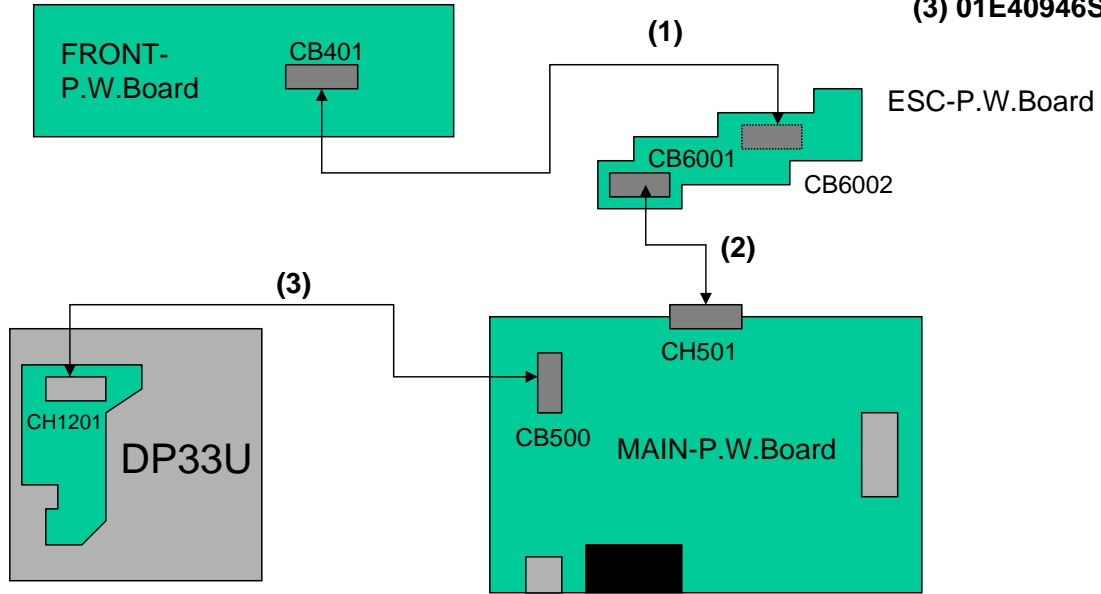 (3) 01E40946S
(1)
FRONT-
P.W.Board
CB401
ESC-P.W.Board
CB6001
CB6002
(2)
(3)
CH501
CH1201
CB500
MAIN-P.W.Board
DP33U